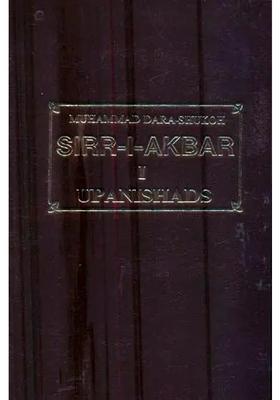 MUHAMMAD DARA-SHUKOH
SIRR-I-AKBAR
I
UPANISHADS